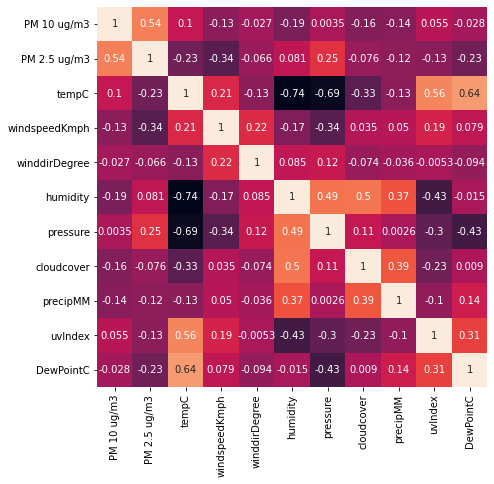 PM 10 ug/m3 1 0.54 0.1 -0.13 -0.027 -0.19 0.0035 -0.16 -0.14 0.055 -0.028
PM 2.5 ug/m3 0.54 1 -0.23 -0.34 -0.066 0.081 0.25 -0.076 -0.12 -0.13 -0.23
tempC 0.1 -0.23 1 0.21 -0.13 -0.74 -0.69 -0.33 -0.13 0.56 0.64
windspeedKmph -0.13 -0.34 0.21 1 0.22 -0.17 -0.34 0.035 0.05 0.19 0.079
winddirDegree -0.027 -0.066 -0.13 0.22 1 0.085 0.12 -0.074 -0.036 -0.0053 -0.094
humidity -0.19 0.081 -0.74 -0.17 0.085 1 0.49 0.5 0.37 -0.43 -0.015
pressure 0.0035 0.25 -0.69 -0.34 0.12 0.49 1 0.11 0.0026 -0.3 -0.43
cloudcover -0.16 -0.076 -0.33 0.035 -0.074 0.5 0.11 1 0.39 -0.23 0.009
precipMM -0.14 -0.12 -0.13 0.05 -0.036 0.37 0.0026 0.39 1 -0.1 0.14
uvIndex 0.055 -0.13 0.56 0.19 -0.0053 -0.43 -0.3 -0.23 -0.1 1 0.31
DewPointC -0.028 -0.23 0.64 0.079 -0.094 -0.015 -0.43 0.009 0.14 0.31 1
PM 10 ug/m3
PM 2.5 ug/m3
tempC
windspeedKmph
winddirDegree
humidity
pressure
cloudcover
precipMM
uvIndex
DewPointC